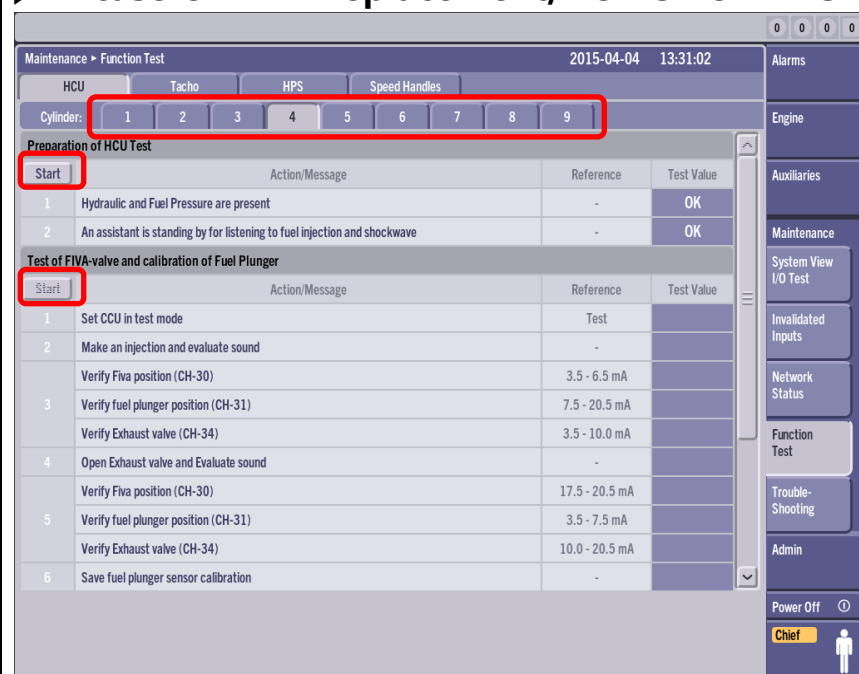 0 0 0 0
Maintenance ▸ Function Test 2015-04-04 13:31:02
HCU Tacho HPS Speed Handles
Cylinder: 1 2 3 4 5 6 7 8 9
Preparation of HCU Test
Start Action/Message Reference Test Value
1 Hydraulic and Fuel Pressure are present - OK
2 An assistant is standing by for listening to fuel injection and shockwave - OK
Test of FIVA-valve and calibration of Fuel Plunger
Start Action/Message Reference Test Value
1 Set CCU in test mode Test
2 Make an injection and evaluate sound -
Verify Fiva position (CH-30) 3.5 - 6.5 mA
3 Verify fuel plunger position (CH-31) 7.5 - 20.5 mA
Verify Exhaust valve (CH-34) 3.5 - 10.0 mA
4 Open Exhaust valve and Evaluate sound -
Verify Fiva position (CH-30) 17.5 - 20.5 mA
5 Verify fuel plunger position (CH-31) 3.5 - 7.5 mA
Verify Exhaust valve (CH-34) 10.0 - 20.5 mA
6 Save fuel plunger sensor calibration -
Alarms
Engine
Auxiliaries
Maintenance
System View
I/O Test
Invalidated
Inputs
Network
Status
Function
Test
Trouble-
Shooting
Admin
Power Off
Chief